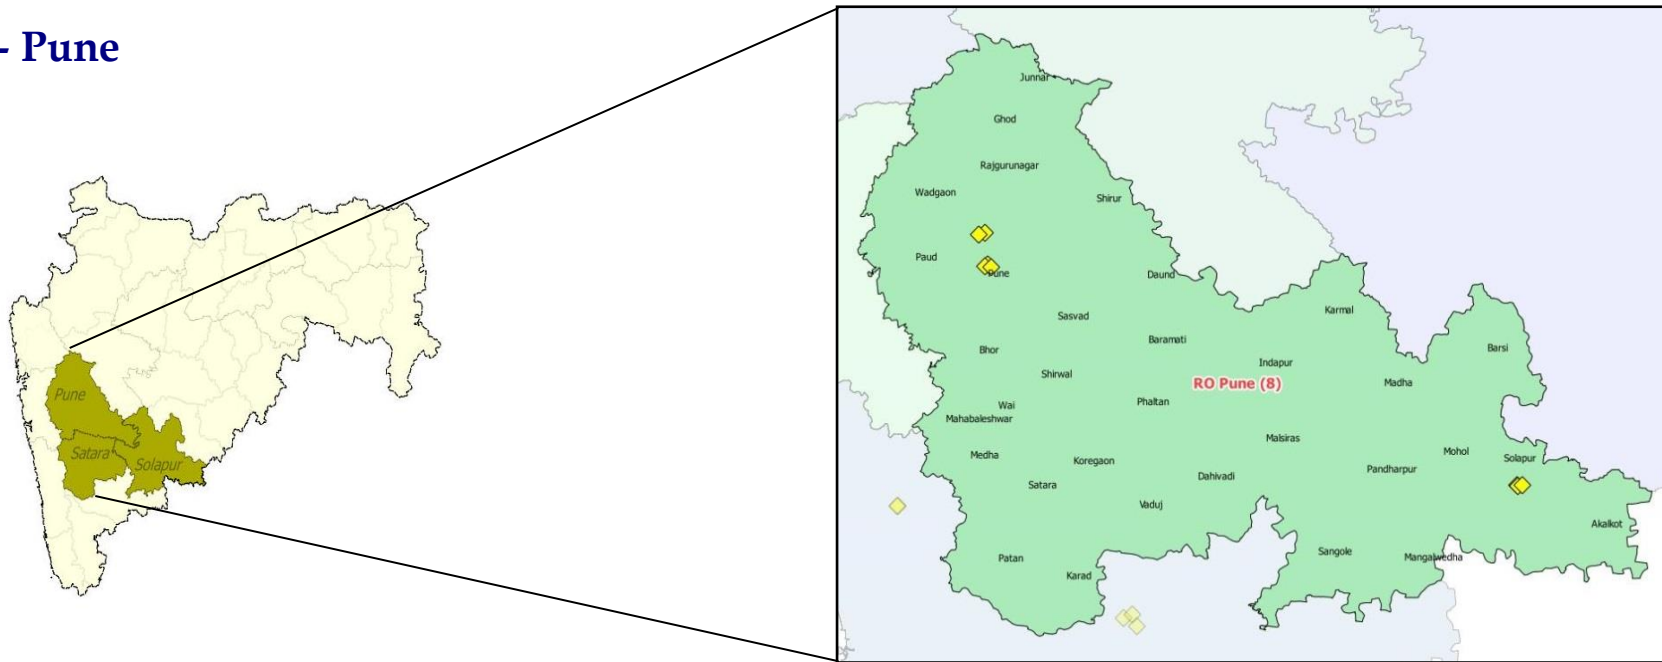 - Pune
Pune
Satara
Solapur
Junnar
Ghod
Rajgurunagar
Wadgaon
Shirur
Paud
Pune
Daund
Sasvad
Karmal
Baramati
Bhor
Barsi
Indapur
Shirwal
RO Pune (8)
Madha
Wai
Phaltan
Mahabaleshwar
Malsiras
Medha
Mohol
Koregaon
Solapur
Pandharpur
Dahivadi
Satara
Vaduj
Akalkot
Sangole
Patan
Mangalwedha
Karad